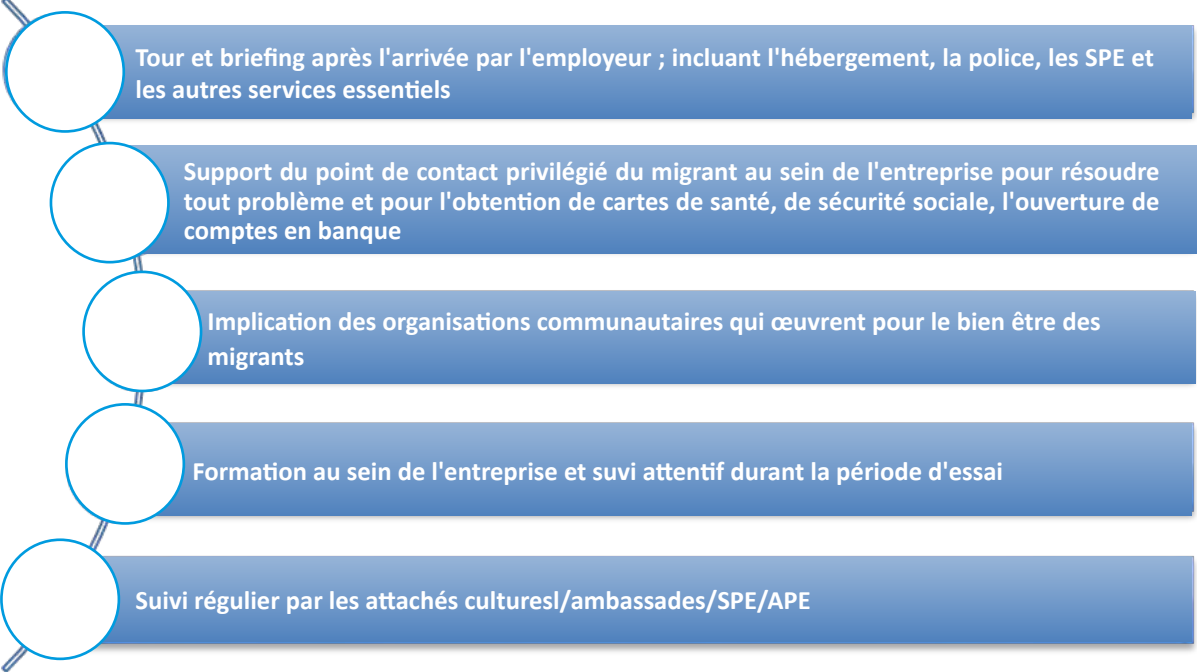 Tour et briefing après l'arrivée par l'employeur ; incluant l'hébergement, la police, les SPE et
les autres services essentiels
Support du point de contact privilégié du migrant au sein de l'entreprise pour résoudre
tout problème et pour l'obtention de cartes de santé, de sécurité sociale, l'ouverture de
comptes en banque
Implication des organisations communautaires qui œuvrent pour le bien être des
migrants
Formation au sein de l'entreprise et suvi attentif durant la période d'essai
Suivi régulier par les attachés culturesl/ambassades/SPE/APE